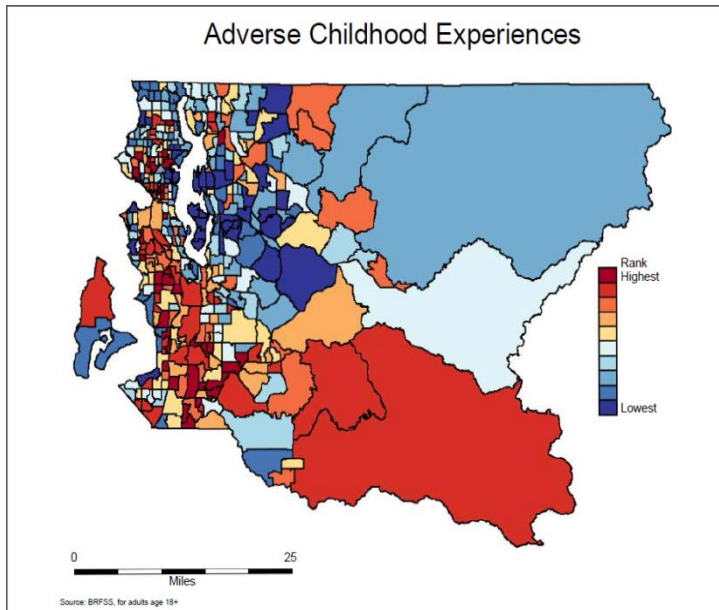 Adverse Childhood Experiences
Rank
Highest
Lowest
0 25
Miles
Source: BRFSS, for adults age 18+